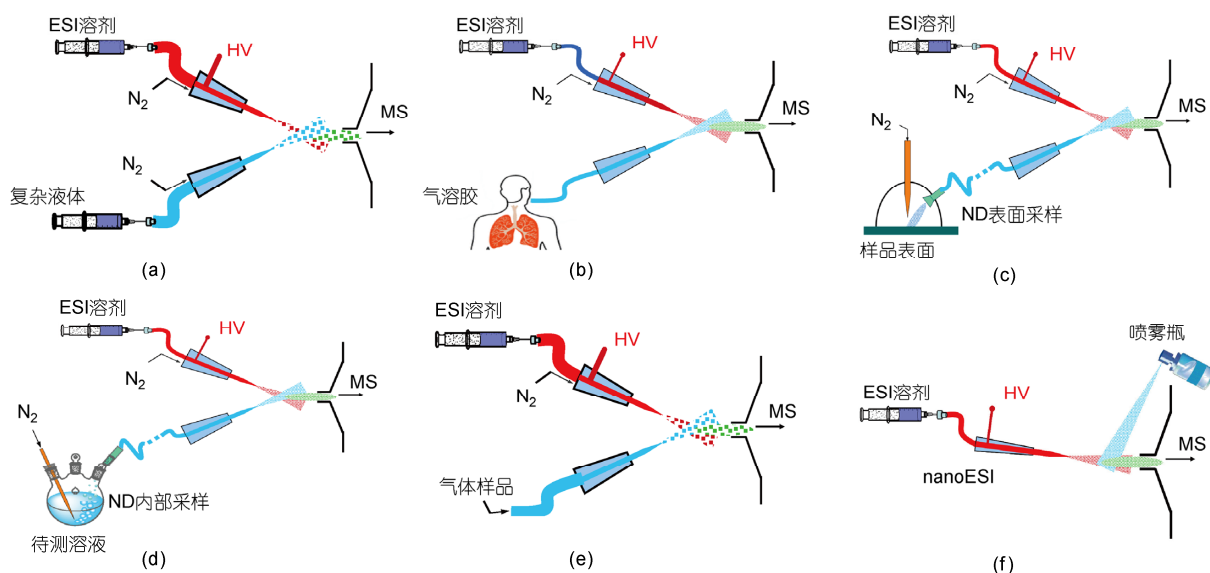 ESI溶剂
HV
N2
MS
N2
复杂液体
(a)
ESI溶剂
HV
N2
MS
气溶胶
(b)
ESI溶剂
HV
N2
MS
N2
ND表面采样
样品表面
(c)
ESI溶剂
HV
N2
MS
N2
ND内部采样
待测溶液
(d)
ESI溶剂
HV
N2
MS
气体样品
(e)
喷雾瓶
ESI溶剂
HV
MS
nanoESI
(f)